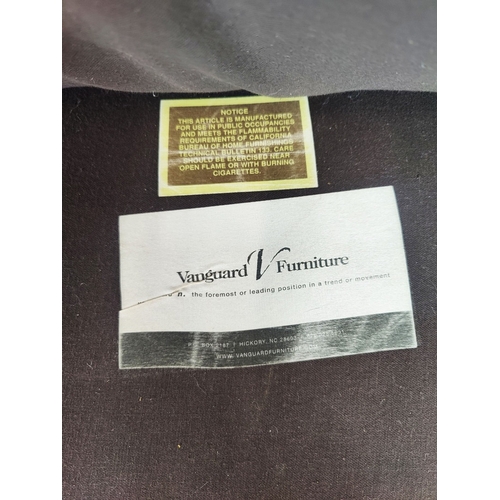 NOTICE
THIS ARTICLE IS MANUFACTURED
FOR USE IN PUBLIC OCCUPANCIES
AND MEETS THE FLAMMABILITY
REQUIREMENTS OF CALIFORNIA
BUREAU OF HOME FURNISHINGS
TECHNICAL BULLETIN 133. CARE
SHOULD BE EXERCISED NEAR
OPEN FLAME OR WITH BURNING
CIGARETTES.
Vanguard V Furniture
n. the foremost or leading position in a trend or movement
P.O. BOX 2187 / HICKORY, NC
WWW.VANGUARDFURNITURE.COM